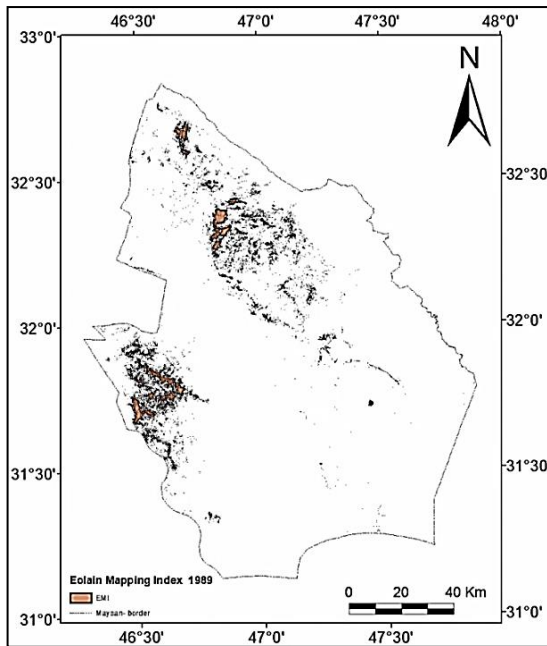 46°30' 47°0' 47°30' 48°0'
33°0'
N
32°30' 32°30'
32°0' 32°0'
31°30' 31°30'
Eolain Mapping Index 1989
EMI
Maysan- border
0 20 40 Km
31°0' 31°0'
46°30' 47°0' 47°30'